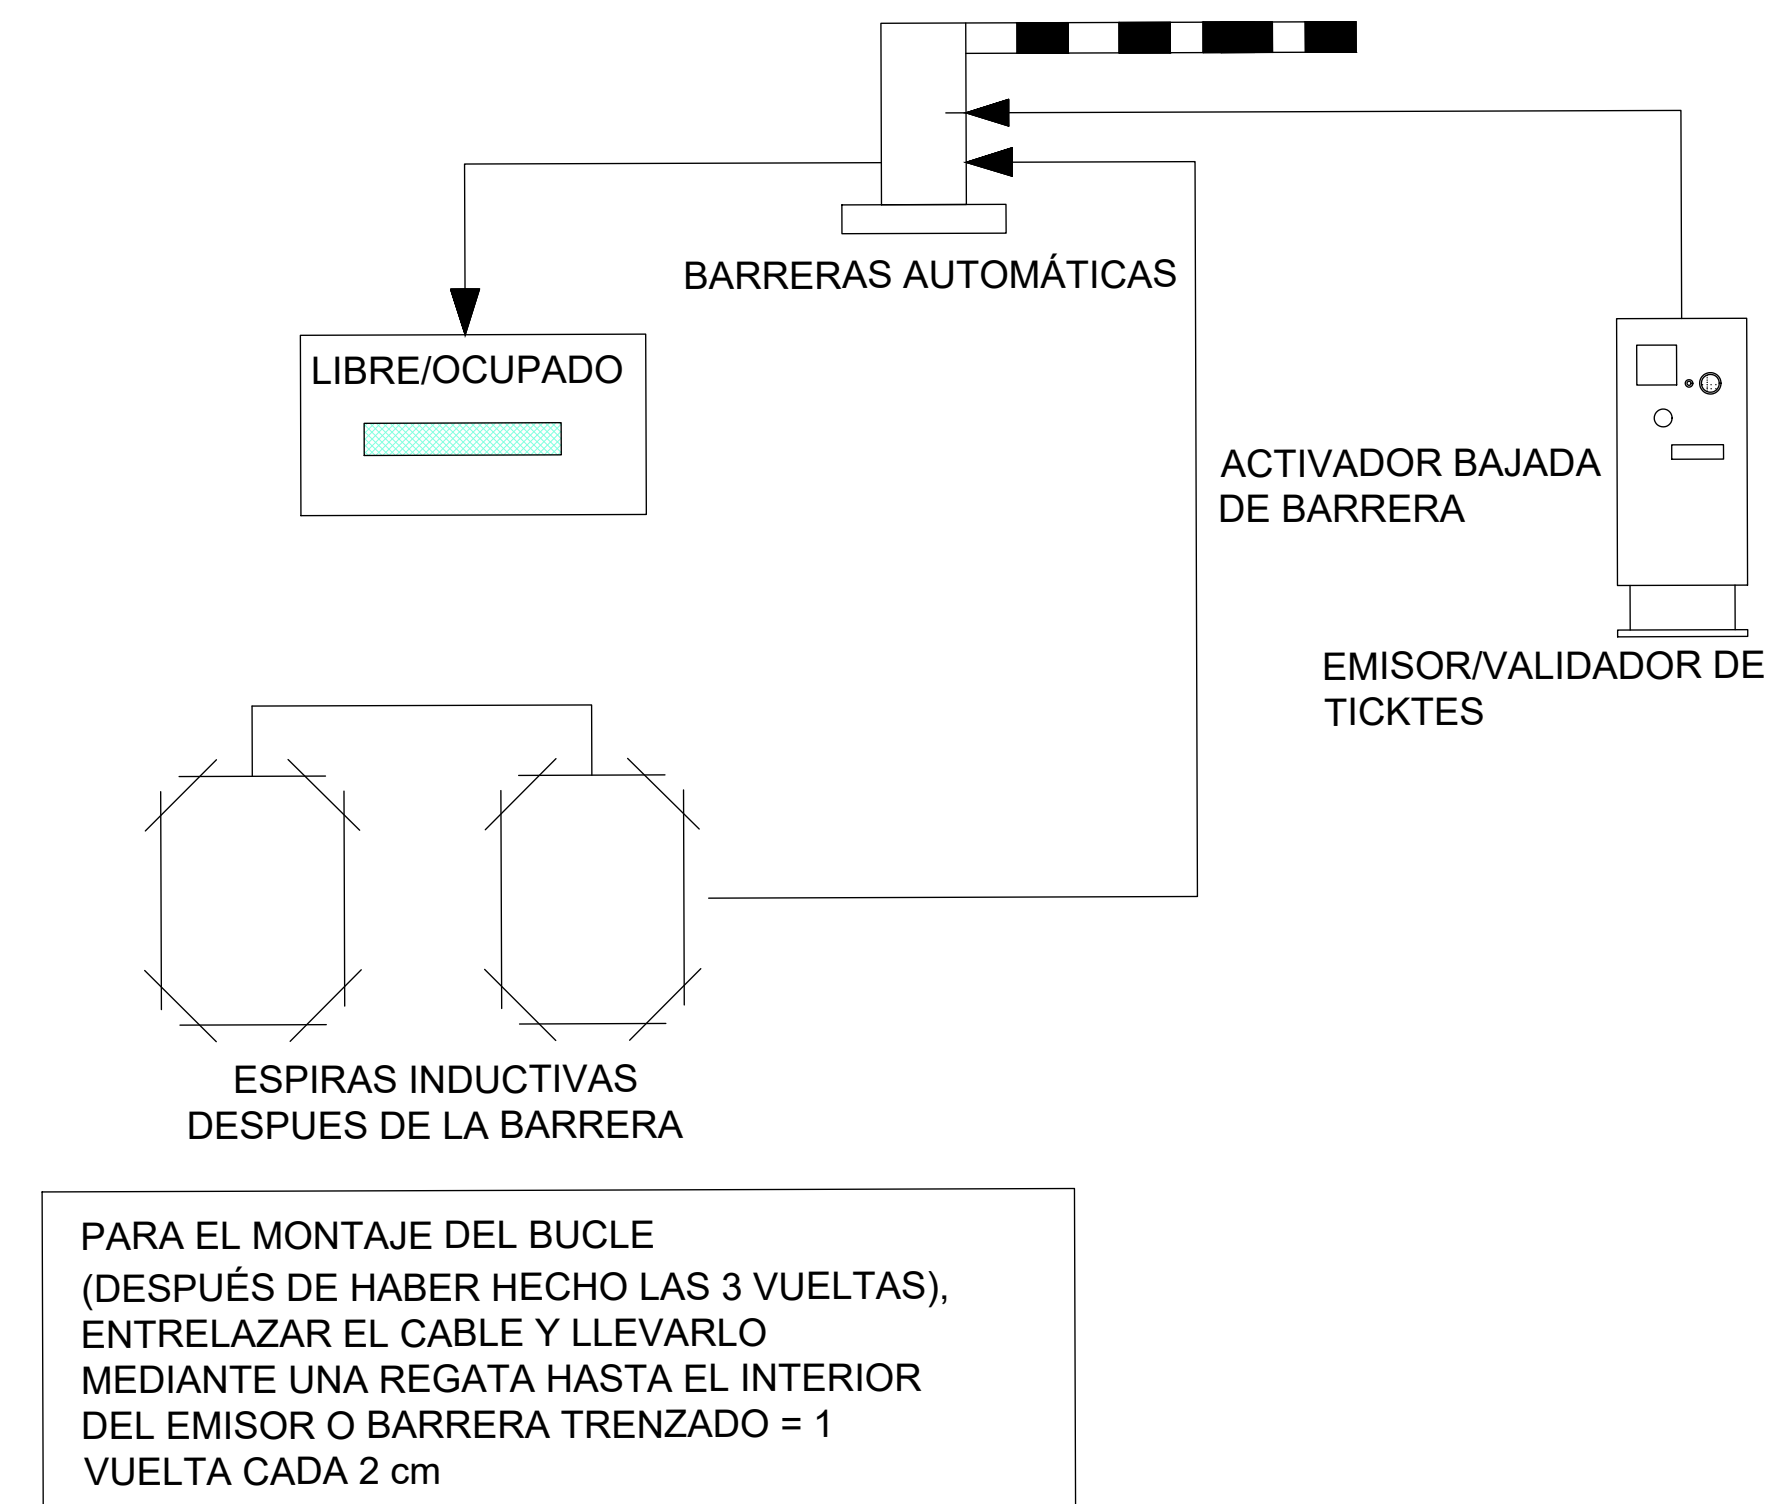 BARRERAS AUTOMÁTICAS
LIBRE/OCUPADO
ACTIVADOR BAJADA
DE BARRERA
EMISOR/VALIDADOR DE
TICKTES
ESPIRAS INDUCTIVAS
DESPUES DE LA BARRERA
PARA EL MONTAJE DEL BUCLE
(DESPUÉS DE HABER HECHO LAS 3 VUELTAS),
ENTRELAZAR EL CABLE Y LLEVARLO
MEDIANTE UNA REGATA HASTA EL INTERIOR
DEL EMISOR O BARRERA TRENZADO = 1
VUELTA CADA 2 cm